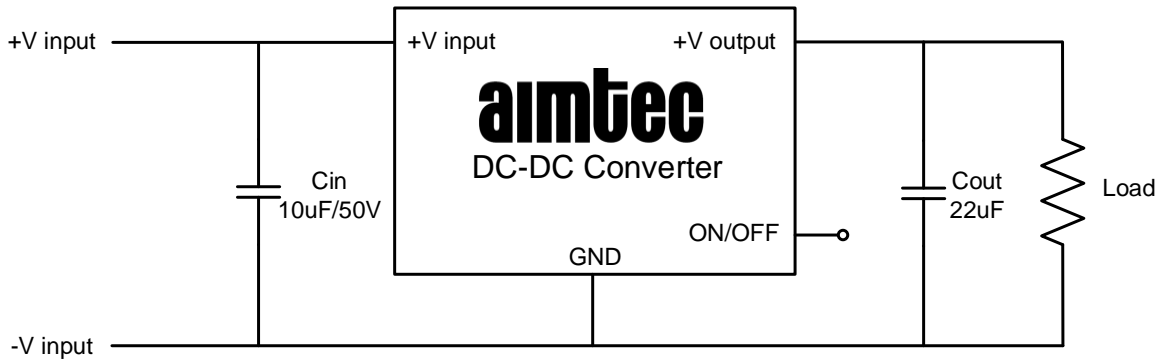 +V input
+V input
+V output
aimtec
DC-DC Converter
Cin
10uF/50V
Cout
22uF
Load
ON/OFF
GND
-V input